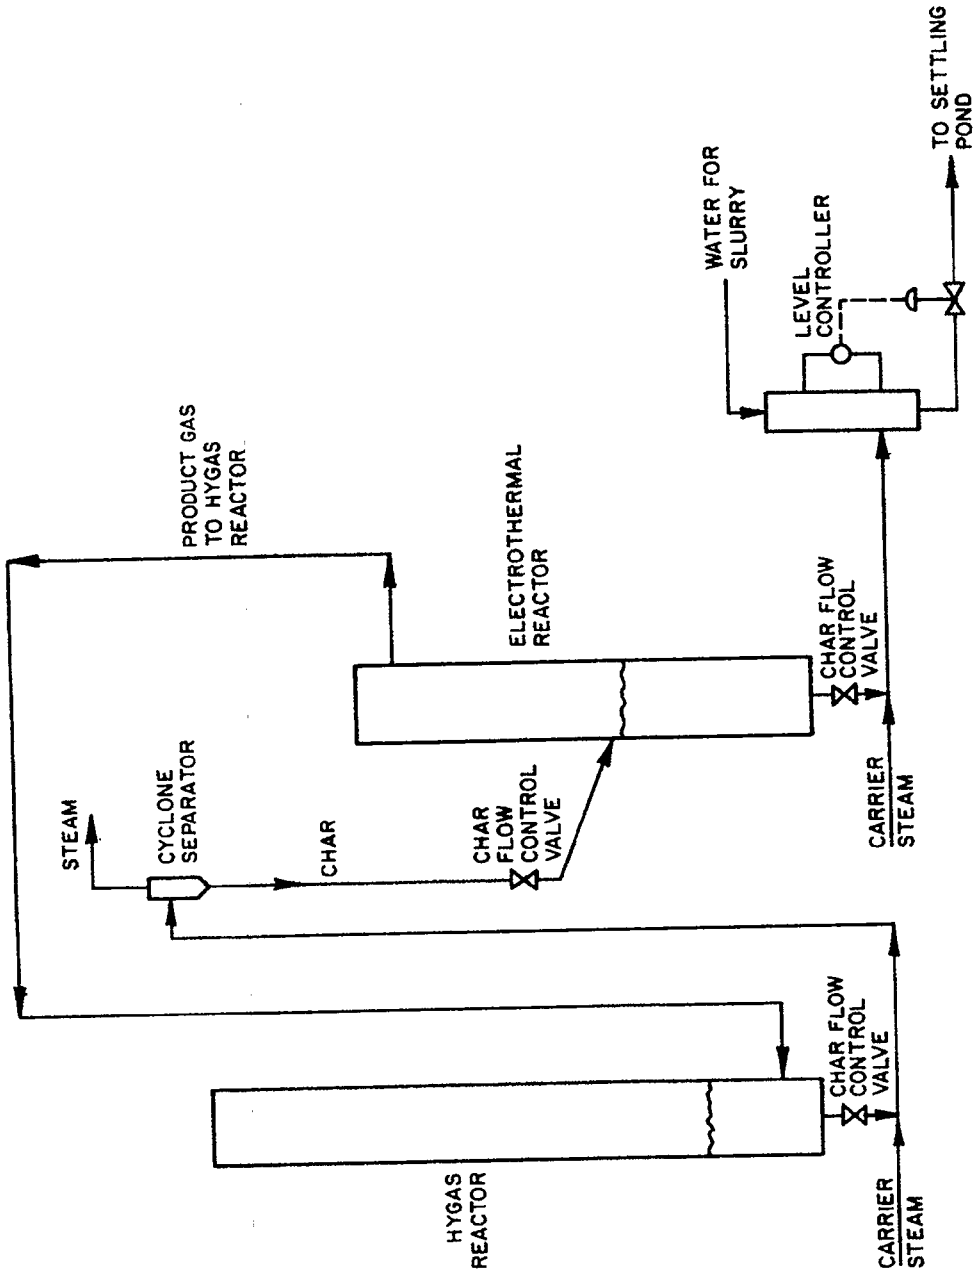 HYGAS
REACTOR
CARRIER
STEAM
CHAR FLOW
CONTROL
VALVE
STEAM
CYCLONE
SEPARATOR
CHAR
CHAR
FLOW
CONTROL
VALVE
PRODUCT GAS
TO HYGAS
REACTOR
ELECTROTHERMAL
REACTOR
CARRIER
STEAM
CHAR FLOW
CONTROL
VALVE
WATER FOR
SLURRY
LEVEL
CONTROLLER
TO SETTLING
POND